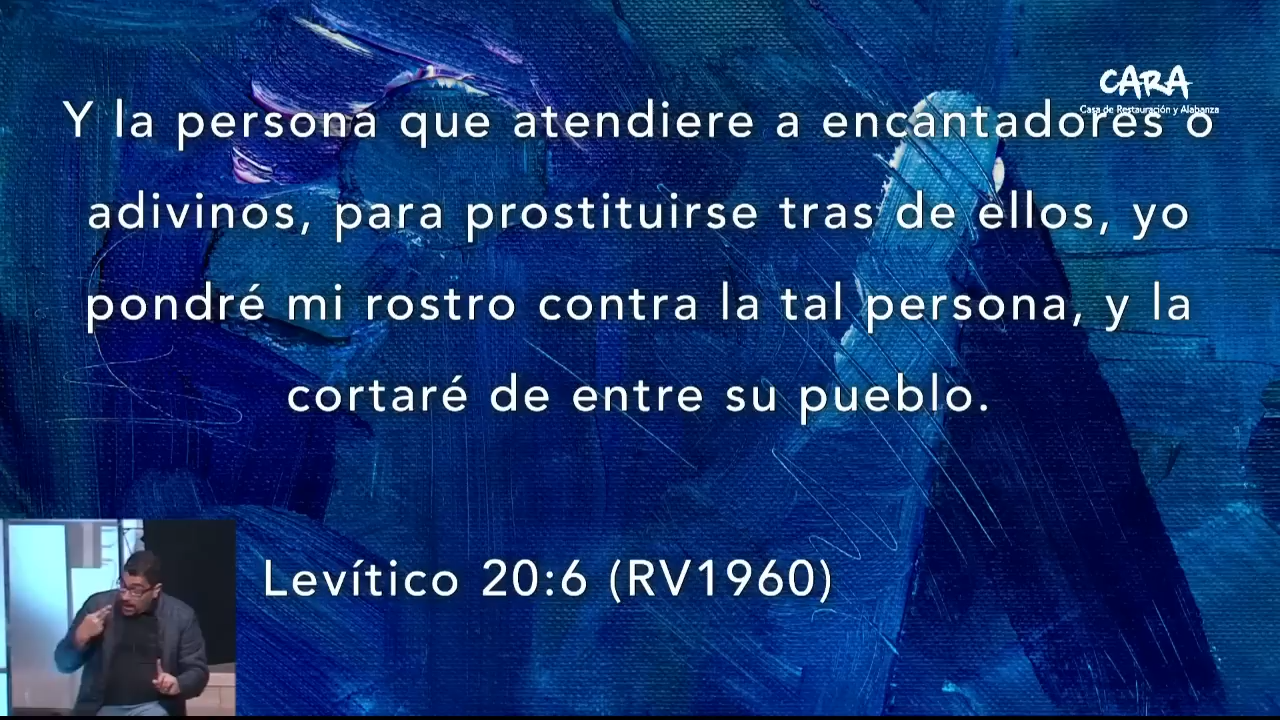 CARA
Casa de Restauración y Alabanza
Y la persona que atendiere a encantadores o
adivinos, para prostituirse tras de ellos, yo
pondré mi rostro contra la tal persona, y la
cortaré de entre su pueblo.
Levítico 20:6 (RV1960)